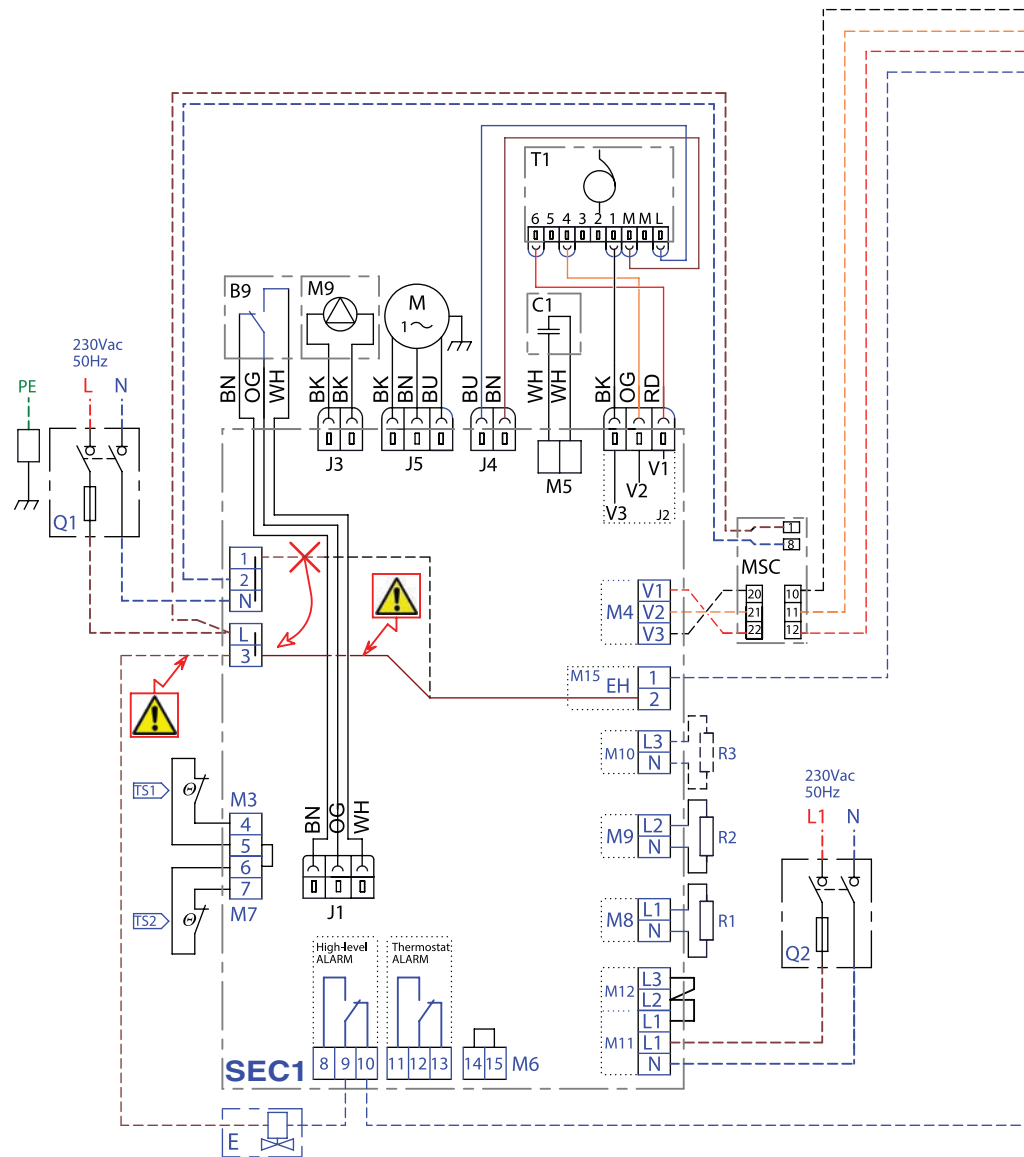 T1
6 5 4 3 2 1 M M L
B9
M9
M
1~
C1
230Vac
50Hz
PE
L N
BN
OG
WH
BK
BK
BK
BN
BU
BU
BN
WH
WH
BK
OG
RD
Q1
J3
J5
J4
M5
V1
V2
V3
J2
1
8
MSC
20
21
22
10
11
12
1
2
N
L
3
M4
V1
V2
V3
M15
EH
1
2
M10
L3
N
R3
M9
L2
N
R2
M8
L1
N
R1
230Vac
50Hz
L1 N
Q2
TS1
Θ
M3
4
5
6
7
M7
TS2
Θ
BN
OG
WH
J1
High-level
ALARM
Thermostat
ALARM
M12
L3
L2
L1
M11
L1
N
8 9 10
11 12 13
14 15
M6
SEC1
E